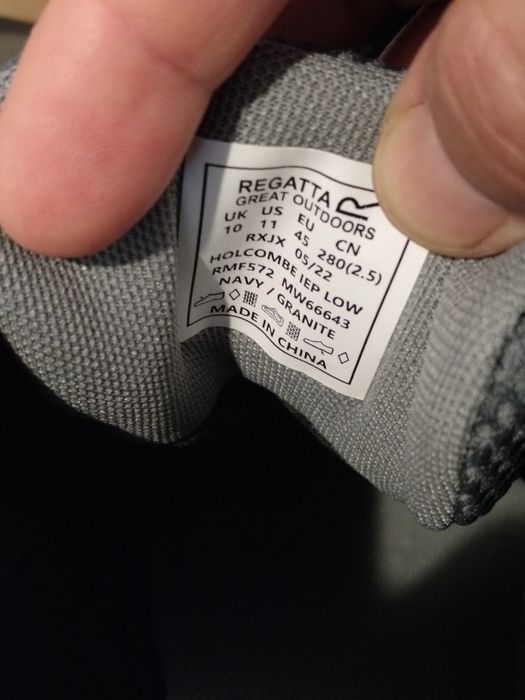 REGATTA R
GREAT OUTDOORS
UK US EU CN
10 11 45 280(2.5)
RXJX 05/22
HOLCOMBE IEP LOW
RMF572 MW66643
NAVY / GRANITE
MADE IN CHINA